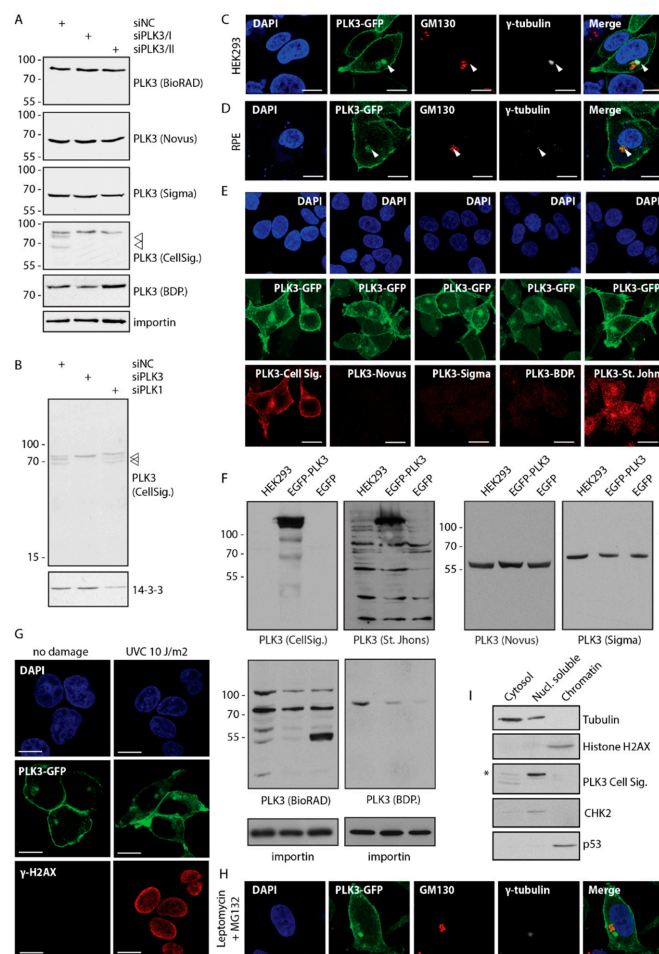 A
+ siNC
+ siPLK3/I
+ siPLK3/II
100
70
55
PLK3 (BioRAD)
100
70
55
PLK3 (Novus)
100
70
55
PLK3 (Sigma)
100
70
55
PLK3 (CellSig.)
70
PLK3 (BDP.)
importin
B
+ siNC
+ siPLK3
+ siPLK1
100
70
15
PLK3
(CellSig.)
14-3-3
C
HEK293
DAPI
PLK3-GFP
GM130
γ-tubulin
Merge
D
RPE
DAPI
PLK3-GFP
GM130
γ-tubulin
Merge
E
DAPI DAPI DAPI DAPI DAPI
PLK3-GFP PLK3-GFP PLK3-GFP PLK3-GFP PLK3-GFP
PLK3-Cell Sig. PLK3-Novus PLK3-Sigma PLK3-BDP. PLK3-St. John
F
HEK293 EGFP-PLK3 EGFP
HEK293 EGFP-PLK3 EGFP
HEK293 EGFP-PLK3 EGFP
HEK293 EGFP-PLK3 EGFP
100
70
55
100
70
55
PLK3 (CellSig.)
PLK3 (St. Jhons)
PLK3 (Novus)
PLK3 (Sigma)
100
70
55
PLK3 (BioRAD)
PLK3 (BDP.)
importin
importin
G
no damage
UVC 10 J/m2
DAPI
PLK3-GFP
γ-H2AX
H
Leptomycin
+ MG132
DAPI
PLK3-GFP
GM130
γ-tubulin
Merge
I
Cytosol
Nucl. soluble
Chromatin
Tubulin
Histone H2AX
*
PLK3 Cell Sig.
CHK2
p53